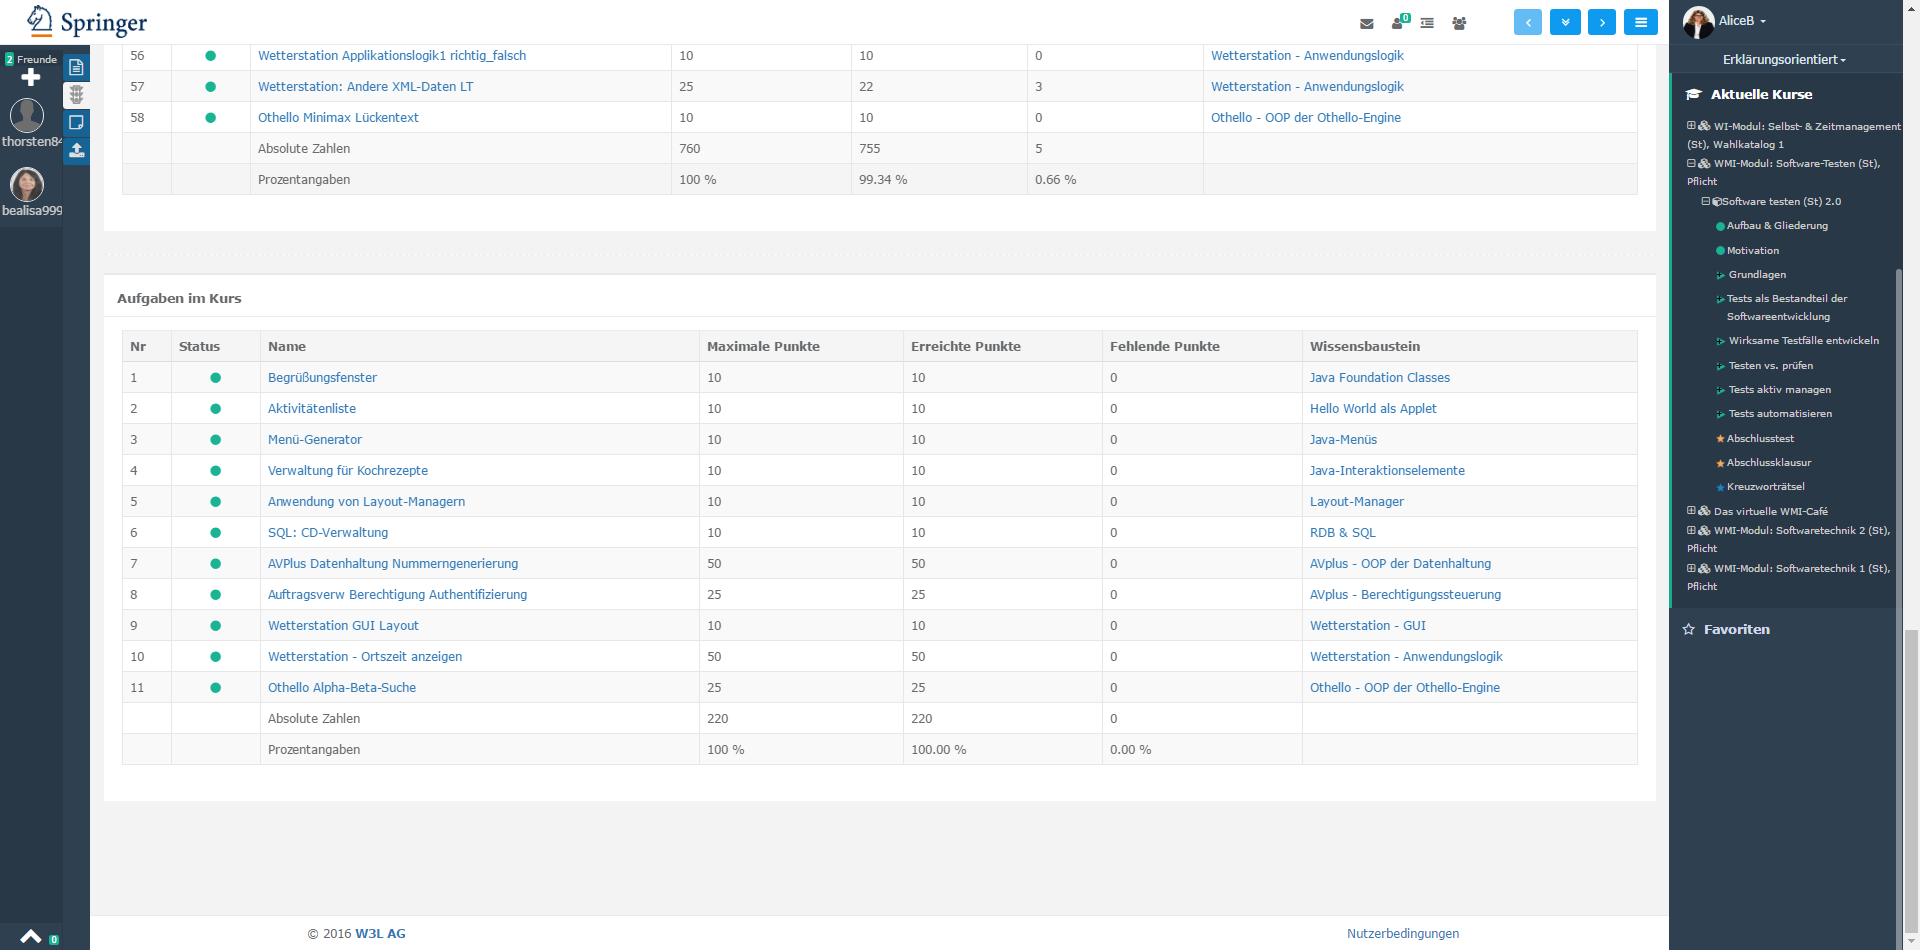 Springer
0
AliceB
2 Freunde
thorsten84
bealisa999
0
56 Wetterstation Applikationslogik1 richtig_falsch 10 10 0 Wetterstation - Anwendungslogik
57 Wetterstation: Andere XML-Daten LT 25 22 3 Wetterstation - Anwendungslogik
58 Othello Minimax Lückentext 10 10 0 Othello - OOP der Othello-Engine
Absolute Zahlen 760 755 5
Prozentangaben 100 % 99.34 % 0.66 %
Aufgaben im Kurs
Nr Status Name Maximale Punkte Erreichte Punkte Fehlende Punkte Wissensbaustein
1 Begrüßungsfenster 10 10 0 Java Foundation Classes
2 Aktivitätenliste 10 10 0 Hello World als Applet
3 Menü-Generator 10 10 0 Java-Menüs
4 Verwaltung für Kochrezepte 10 10 0 Java-Interaktionselemente
5 Anwendung von Layout-Managern 10 10 0 Layout-Manager
6 SQL: CD-Verwaltung 10 10 0 RDB & SQL
7 AVPlus Datenhaltung Nummerngenerierung 50 50 0 AVplus - OOP der Datenhaltung
8 Auftragsverw Berechtigung Authentifizierung 25 25 0 AVplus - Berechtigungssteuerung
9 Wetterstation GUI Layout 10 10 0 Wetterstation - GUI
10 Wetterstation - Ortszeit anzeigen 50 50 0 Wetterstation - Anwendungslogik
11 Othello Alpha-Beta-Suche 25 25 0 Othello - OOP der Othello-Engine
Absolute Zahlen 220 220 0
Prozentangaben 100 % 100.00 % 0.00 %
© 2016 W3L AG
Nutzerbedingungen
Erklärungsorientiert
Aktuelle Kurse
WI-Modul: Selbst- & Zeitmanagement
(St), Wahlkatalog 1
WMI-Modul: Software-Testen (St),
Pflicht
Software testen (St) 2.0
Aufbau & Gliederung
Motivation
Grundlagen
Tests als Bestandteil der
Softwareentwicklung
Wirksame Testfälle entwickeln
Testen vs. prüfen
Tests aktiv managen
Tests automatisieren
Abschlusstest
Abschlussklausur
Kreuzworträtsel
Das virtuelle WMI-Café
WMI-Modul: Softwaretechnik 2 (St),
Pflicht
WMI-Modul: Softwaretechnik 1 (St),
Pflicht
Favoriten